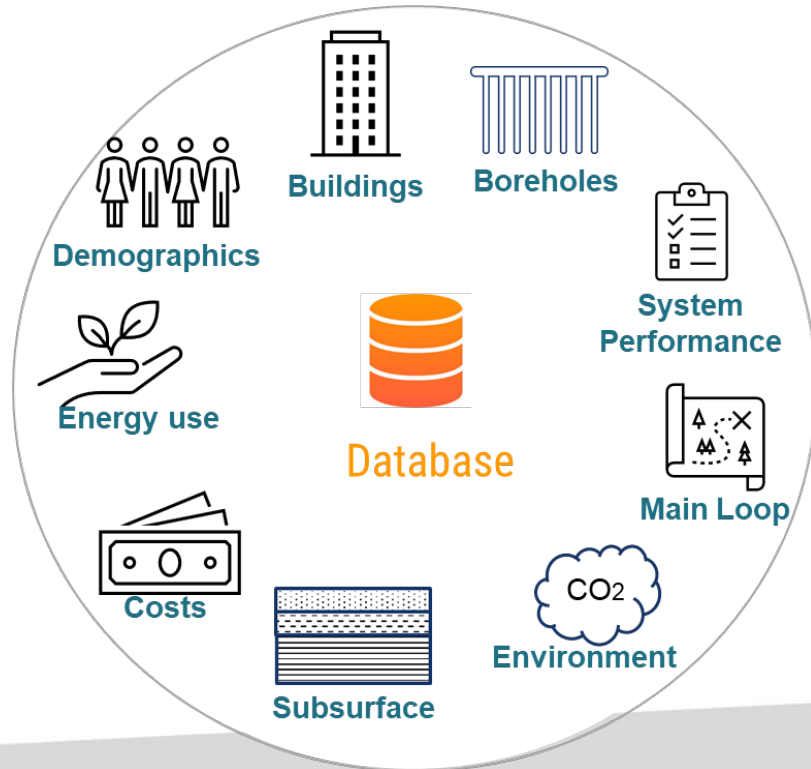 Buildings
Boreholes
Demographics
System
Performance
Energy use
Database
Main Loop
Costs
CO2
Environment
Subsurface